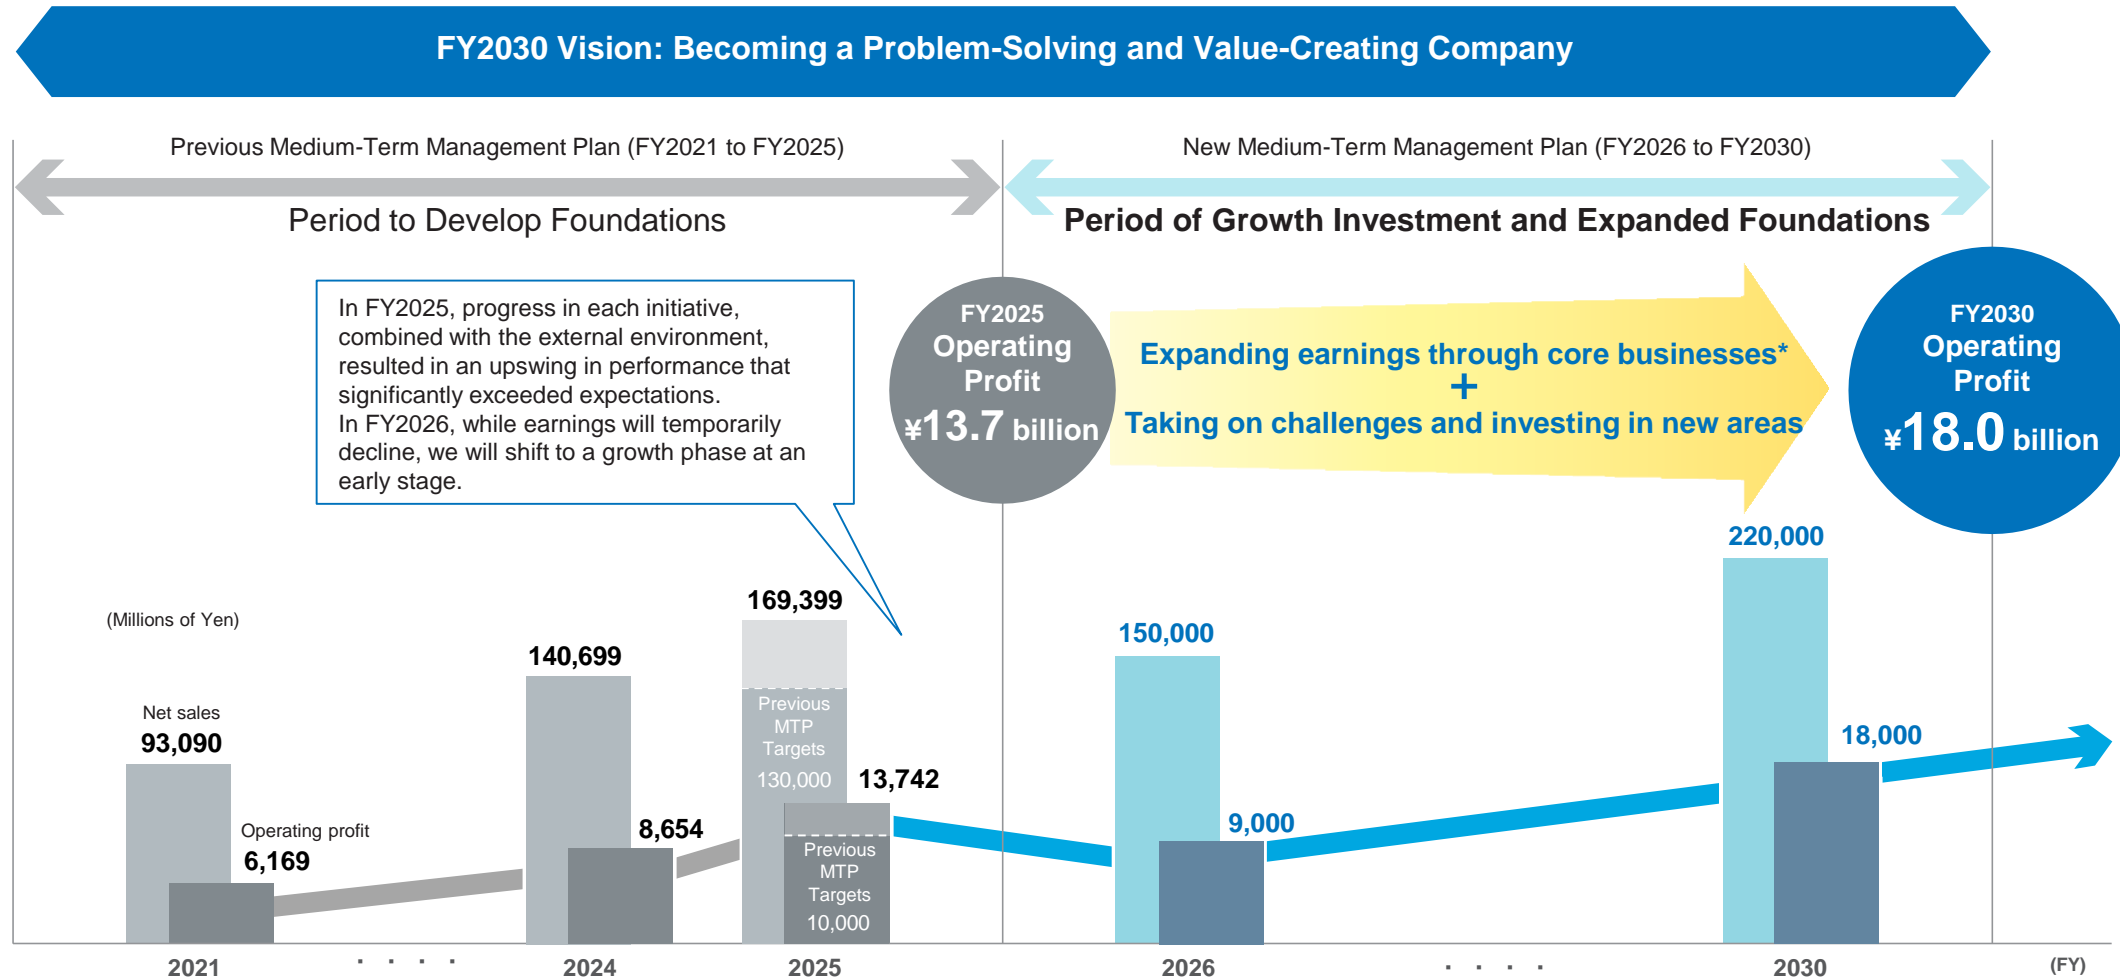 FY2030 Vision: Becoming a Problem-Solving and Value-Creating Company
Previous Medium-Term Management Plan (FY2021 to FY2025)
New Medium-Term Management Plan (FY2026 to FY2030)
Period to Develop Foundations
Period of Growth Investment and Expanded Foundations
In FY2025, progress in each initiative,
combined with the external environment,
resulted in an upswing in performance that
significantly exceeded expectations.
In FY2026, while earnings will temporarily
decline, we will shift to a growth phase at an
early stage.
FY2025
Operating
Profit
¥13.7 billion
Expanding earnings through core businesses*
+
Taking on challenges and investing in new areas
FY2030
Operating
Profit
¥18.0 billion
(Millions of Yen)
Net sales
93,090
Operating profit
6,169
140,699
8,654
169,399
Previous
MTP
Targets
130,000
13,742
Previous
MTP
Targets
10,000
150,000
9,000
220,000
18,000
2021
. . . .
2024
2025
2026
. . . .
2030
(FY)